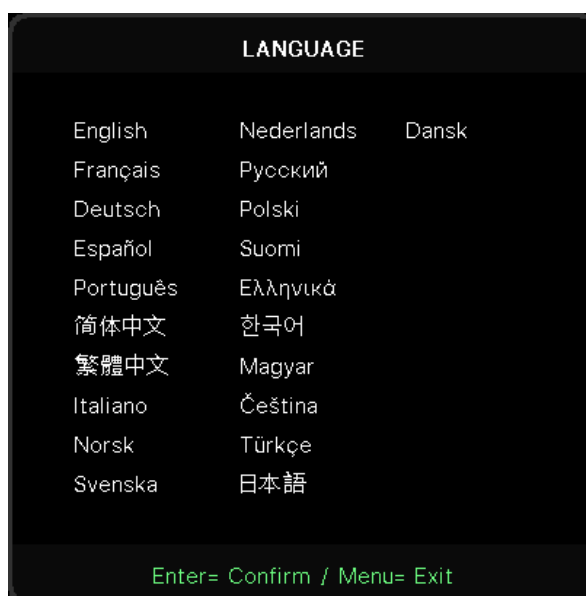 LANGUAGE
English Nederlands Dansk
Français Русский
Deutsch Polski
Español Suomi
Português Ελληνικά
简体中文 한국어
繁體中文 Magyar
Italiano Čeština
Norsk Türkçe
Svenska 日本語
Enter= Confirm / Menu= Exit